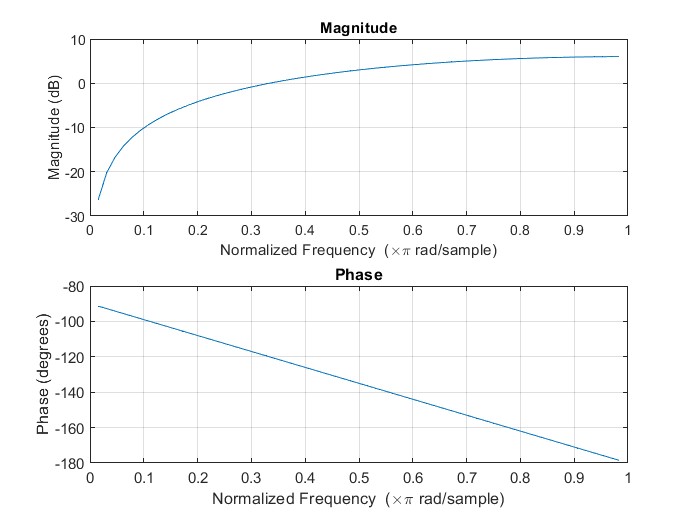 Magnitude
10
0
-10
-20
-30
Magnitude (dB)
0 0.1 0.2 0.3 0.4 0.5 0.6 0.7 0.8 0.9 1
Normalized Frequency (×π rad/sample)
Phase
-80
-100
-120
-140
-160
-180
Phase (degrees)
0 0.1 0.2 0.3 0.4 0.5 0.6 0.7 0.8 0.9 1
Normalized Frequency (×π rad/sample)